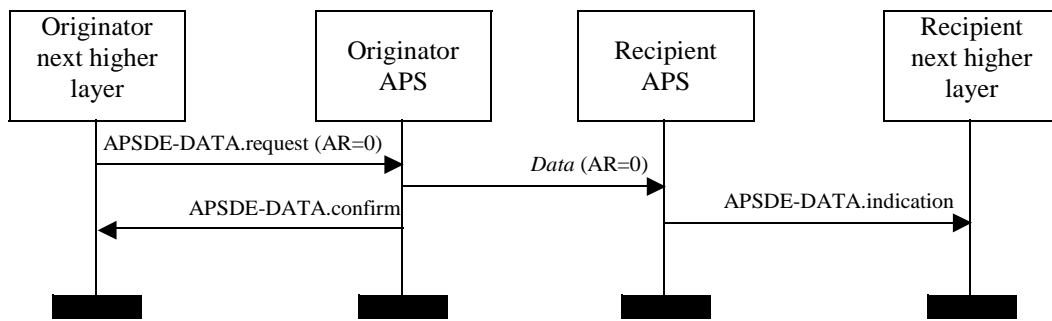 Originator
next higher
layer
Originator
APS
Recipient
APS
Recipient
next higher
layer
APSDE-DATA.request (AR=0)
Data (AR=0)
APSDE-DATA.confirm
APSDE-DATA.indication